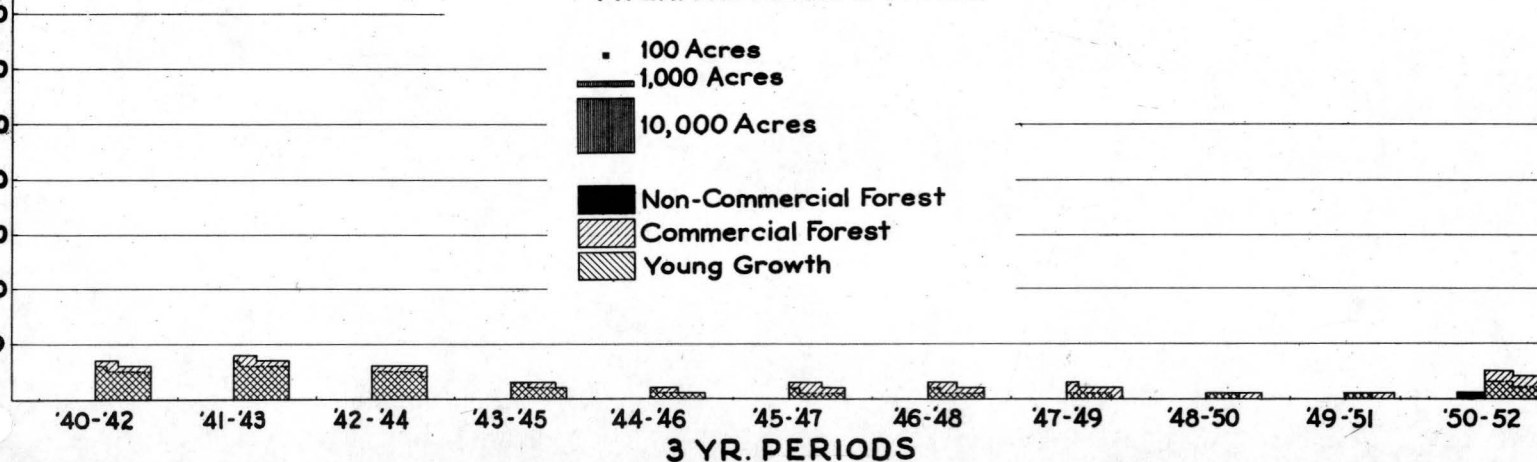 100 Acres
1,000 Acres
10,000 Acres
Non-Commercial Forest
Commercial Forest
Young Growth
'40-'42 '41-'43 '42-'44 '43-'45 '44-'46 '45-'47 '46-'48 '47-'49 '48-'50 '49-'51 '50-'52
3 YR. PERIODS